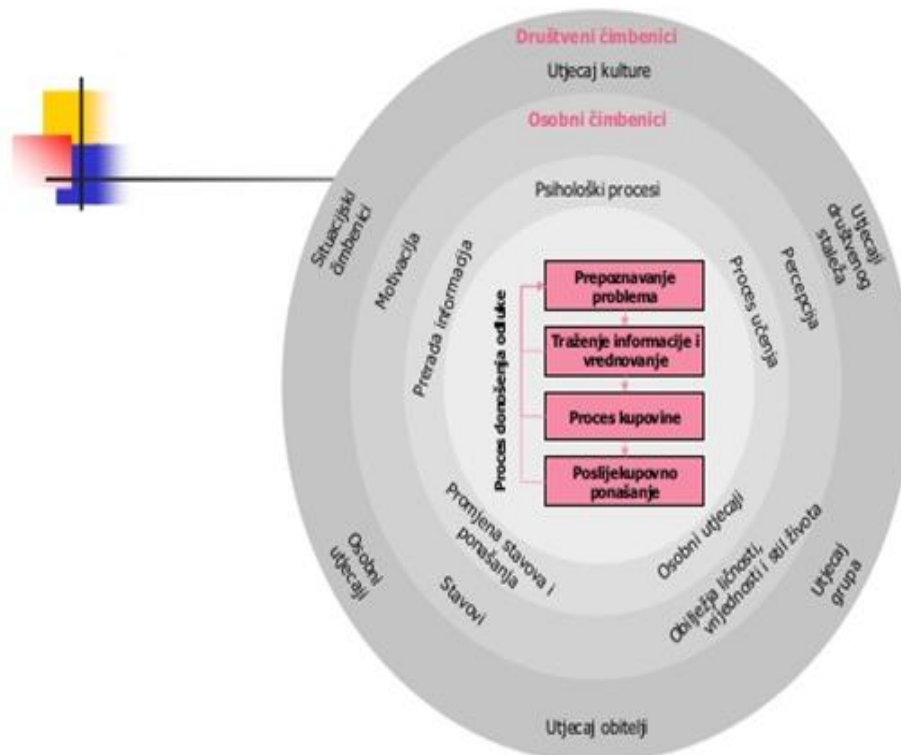 Društveni čimbenici
Utjecaj kulture
Osobni čimbenici
Psihološki procesi
Situacijski
čimbenici
Motivacija
Prerada informacija
Proces učenja
Percepcija
Utjecaji
društvenog
staleža
Proces donošenja odluke
Prepoznavanje
problema
Traženje informacije i
vrednovanje
Proces kupovine
Poslijekupovno
ponašanje
Promjena stavova i
ponašanja
Osobni utjecaji
Osobni
utjecaji
Stavovi
Obilježja ličnosti,
vrijednosti i stil života
Utjecaj
grupa
Utjecaj obitelji